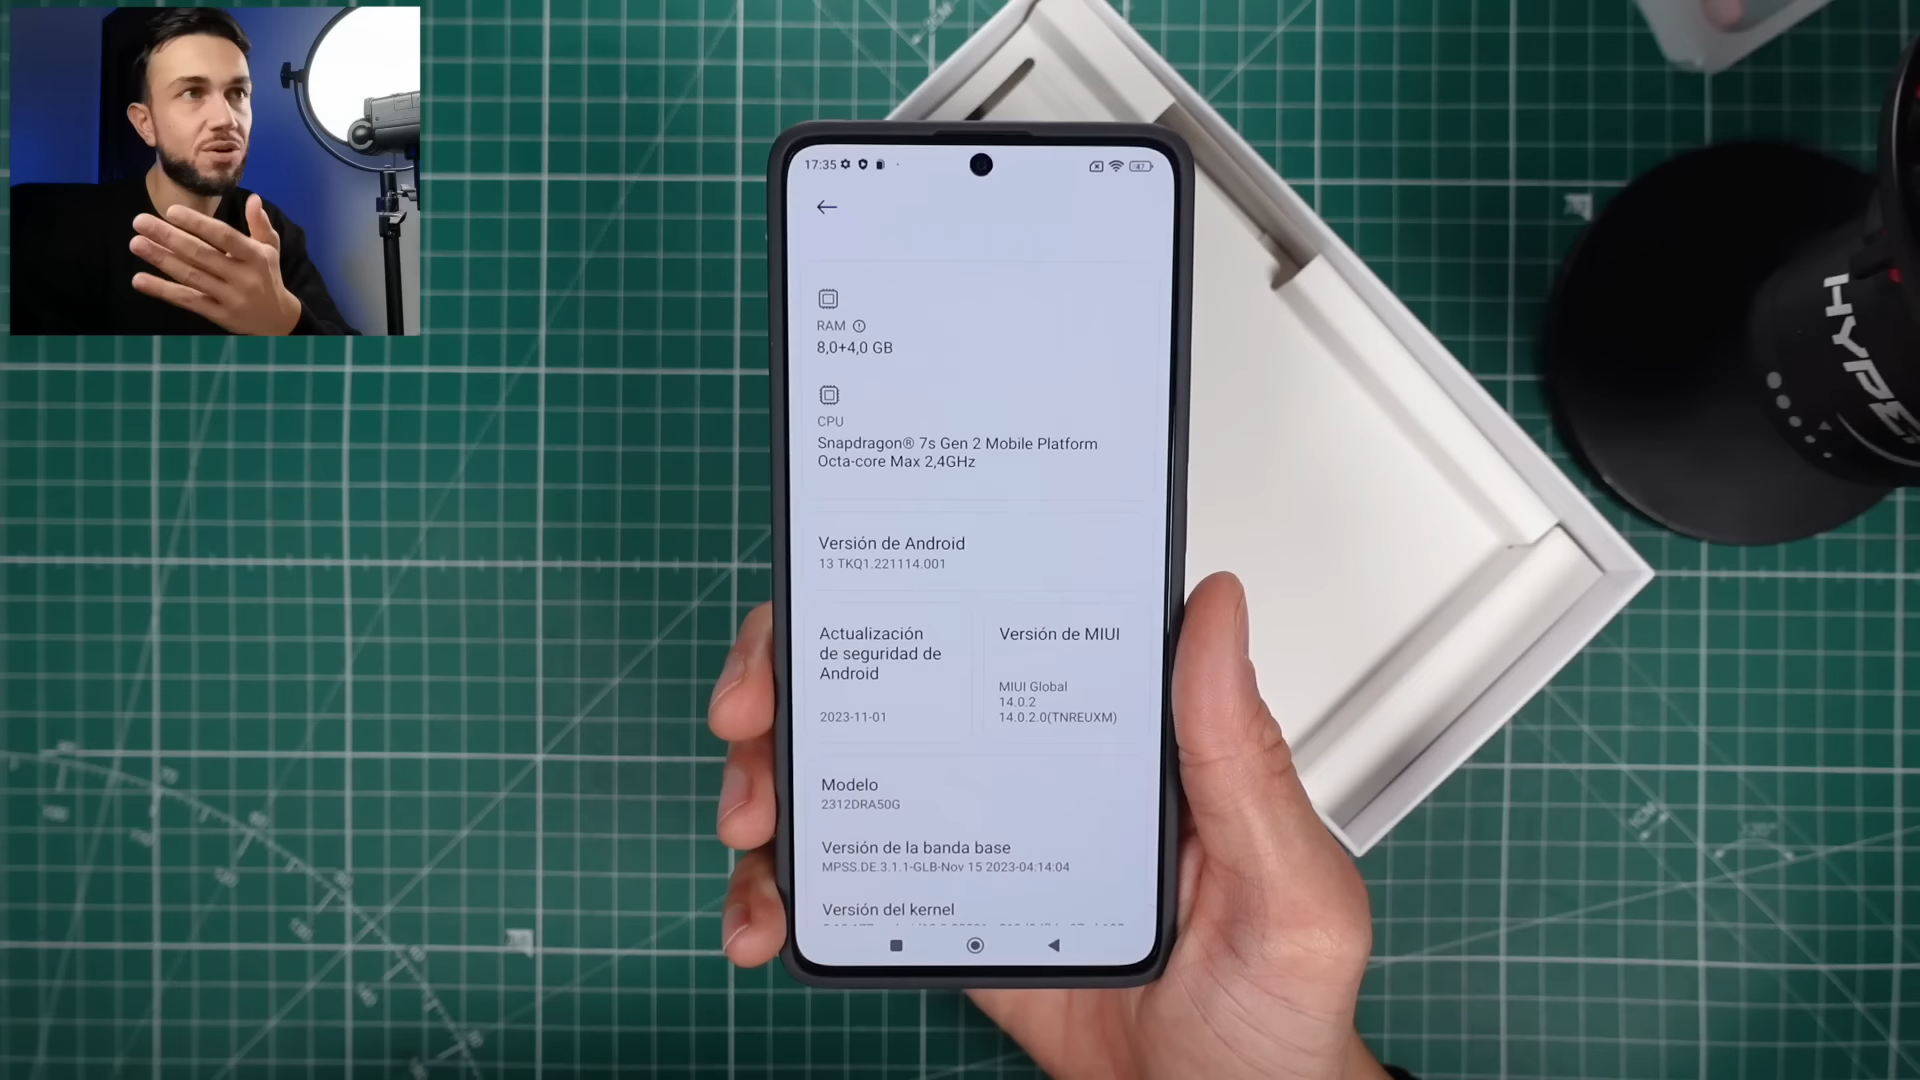 17:35
47
RAM
8,0+4,0 GB
CPU
Snapdragon® 7s Gen 2 Mobile Platform
Octa-core Max 2,4GHz
Versión de Android
13 TKQ1.221114.001
Actualización
de seguridad de
Android
2023-11-01
Versión de MIUI
MIUI Global
14.0.2
14.0.2.0(TNREUXM)
Modelo
2312DRA50G
Versión de la banda base
MPSS.DE.3.1.1-GLB-Nov 15 2023-04:14:04
Versión del kernel
HYPE